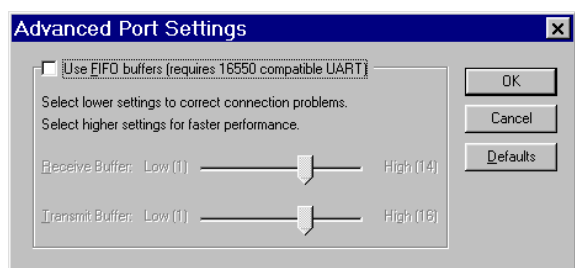 Advanced Port Settings
Use FIFO buffers (requires 16550 compatible UART)
Select lower settings to correct connection problems.
Select higher settings for faster performance.
Receive Buffer: Low (1) High (14)
Transmit Buffer: Low (1) High (16)
OK
Cancel
Defaults